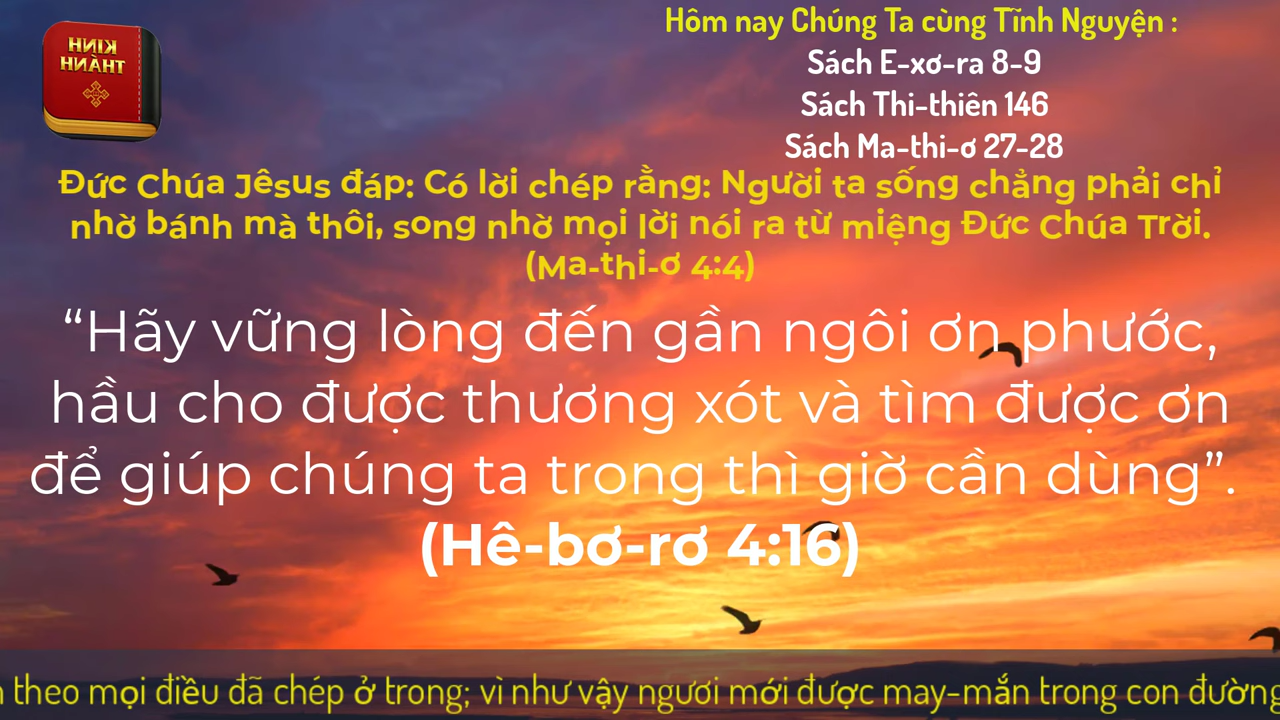 KINH
THÁNH
Hôm nay Chúng Ta cùng Tĩnh Nguyện :
Sách E-xơ-ra 8-9
Sách Thi-thiên 146
Sách Ma-thi-ơ 27-28
Đức Chúa Jêsus đáp: Có lời chép rằng: Người ta sống chẳng phải chỉ
nhờ bánh mà thôi, song nhờ mọi lời nói ra từ miệng Đức Chúa Trời.
(Ma-thi-ơ 4:4)
“Hãy vững lòng đến gần ngôi ơn phước,
hầu cho được thương xót và tìm được ơn
để giúp chúng ta trong thì giờ cần dùng”.
(Hê-bơ-rơ 4:16)
theo mọi điều đã chép ở trong; vì như vậy ngươi mới được may-mắn trong con đường